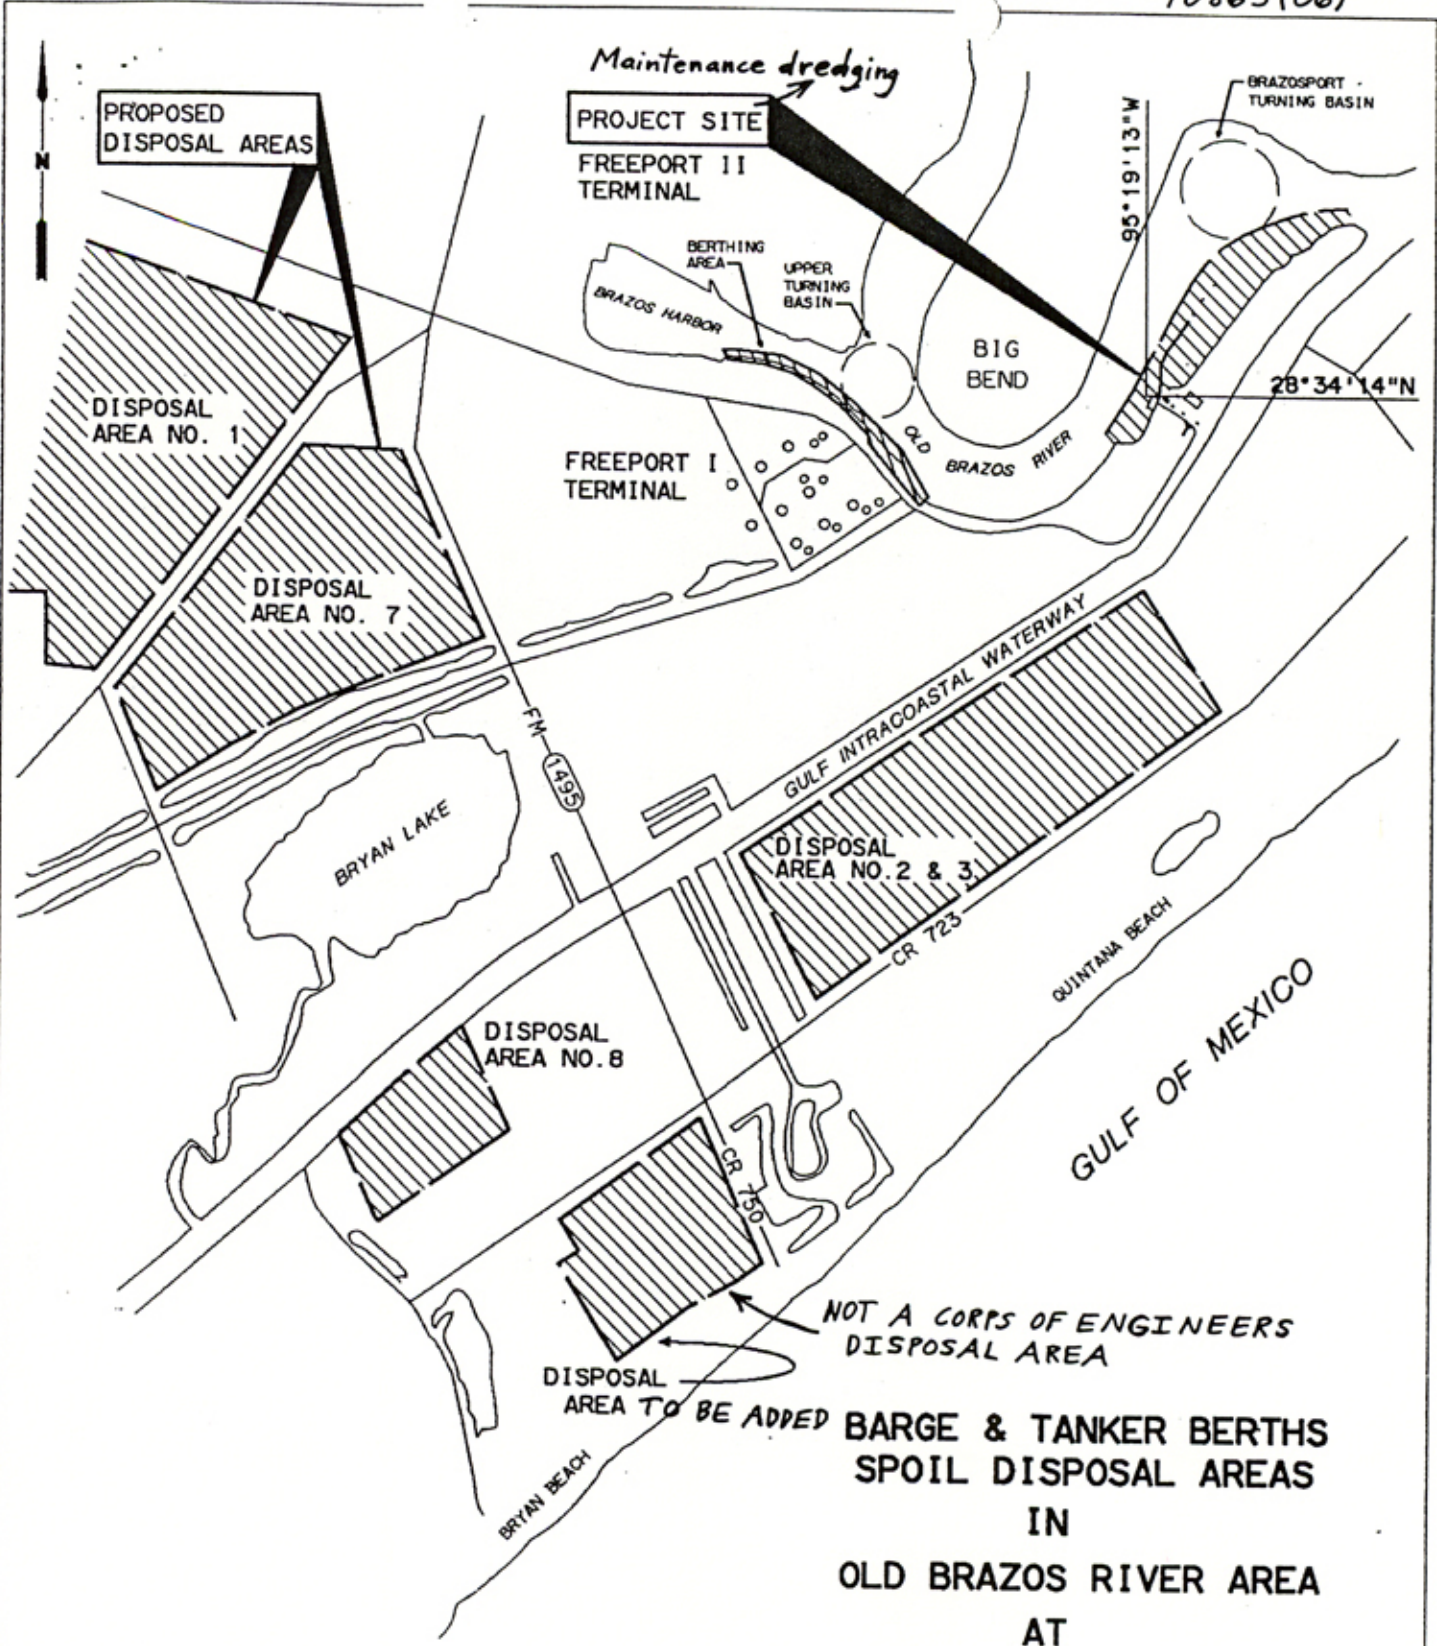 10865(06)
Maintenance dredging
PROPOSED
DISPOSAL AREAS
PROJECT SITE
FREEPORT II
TERMINAL
BRAZOSPORT
TURNING BASIN
95°19'13"W
N
BERTHING
AREA
UPPER
TURNING
BASIN
BRAZOS HARBOR
BIG
BEND
28°34'14"N
DISPOSAL
AREA NO. 1
OLD BRAZOS RIVER
FREEPORT I
TERMINAL
DISPOSAL
AREA NO. 7
GULF INTRACOASTAL WATERWAY
FM
1495
BRYAN LAKE
DISPOSAL
AREA NO.2 & 3
CR 723
QUINTANA BEACH
GULF OF MEXICO
DISPOSAL
AREA NO.8
CR 750
NOT A CORPS OF ENGINEERS
DISPOSAL AREA
DISPOSAL
AREA TO BE ADDED
BRYAN BEACH
BARGE & TANKER BERTHS
SPOIL DISPOSAL AREAS
IN
OLD BRAZOS RIVER AREA
AT